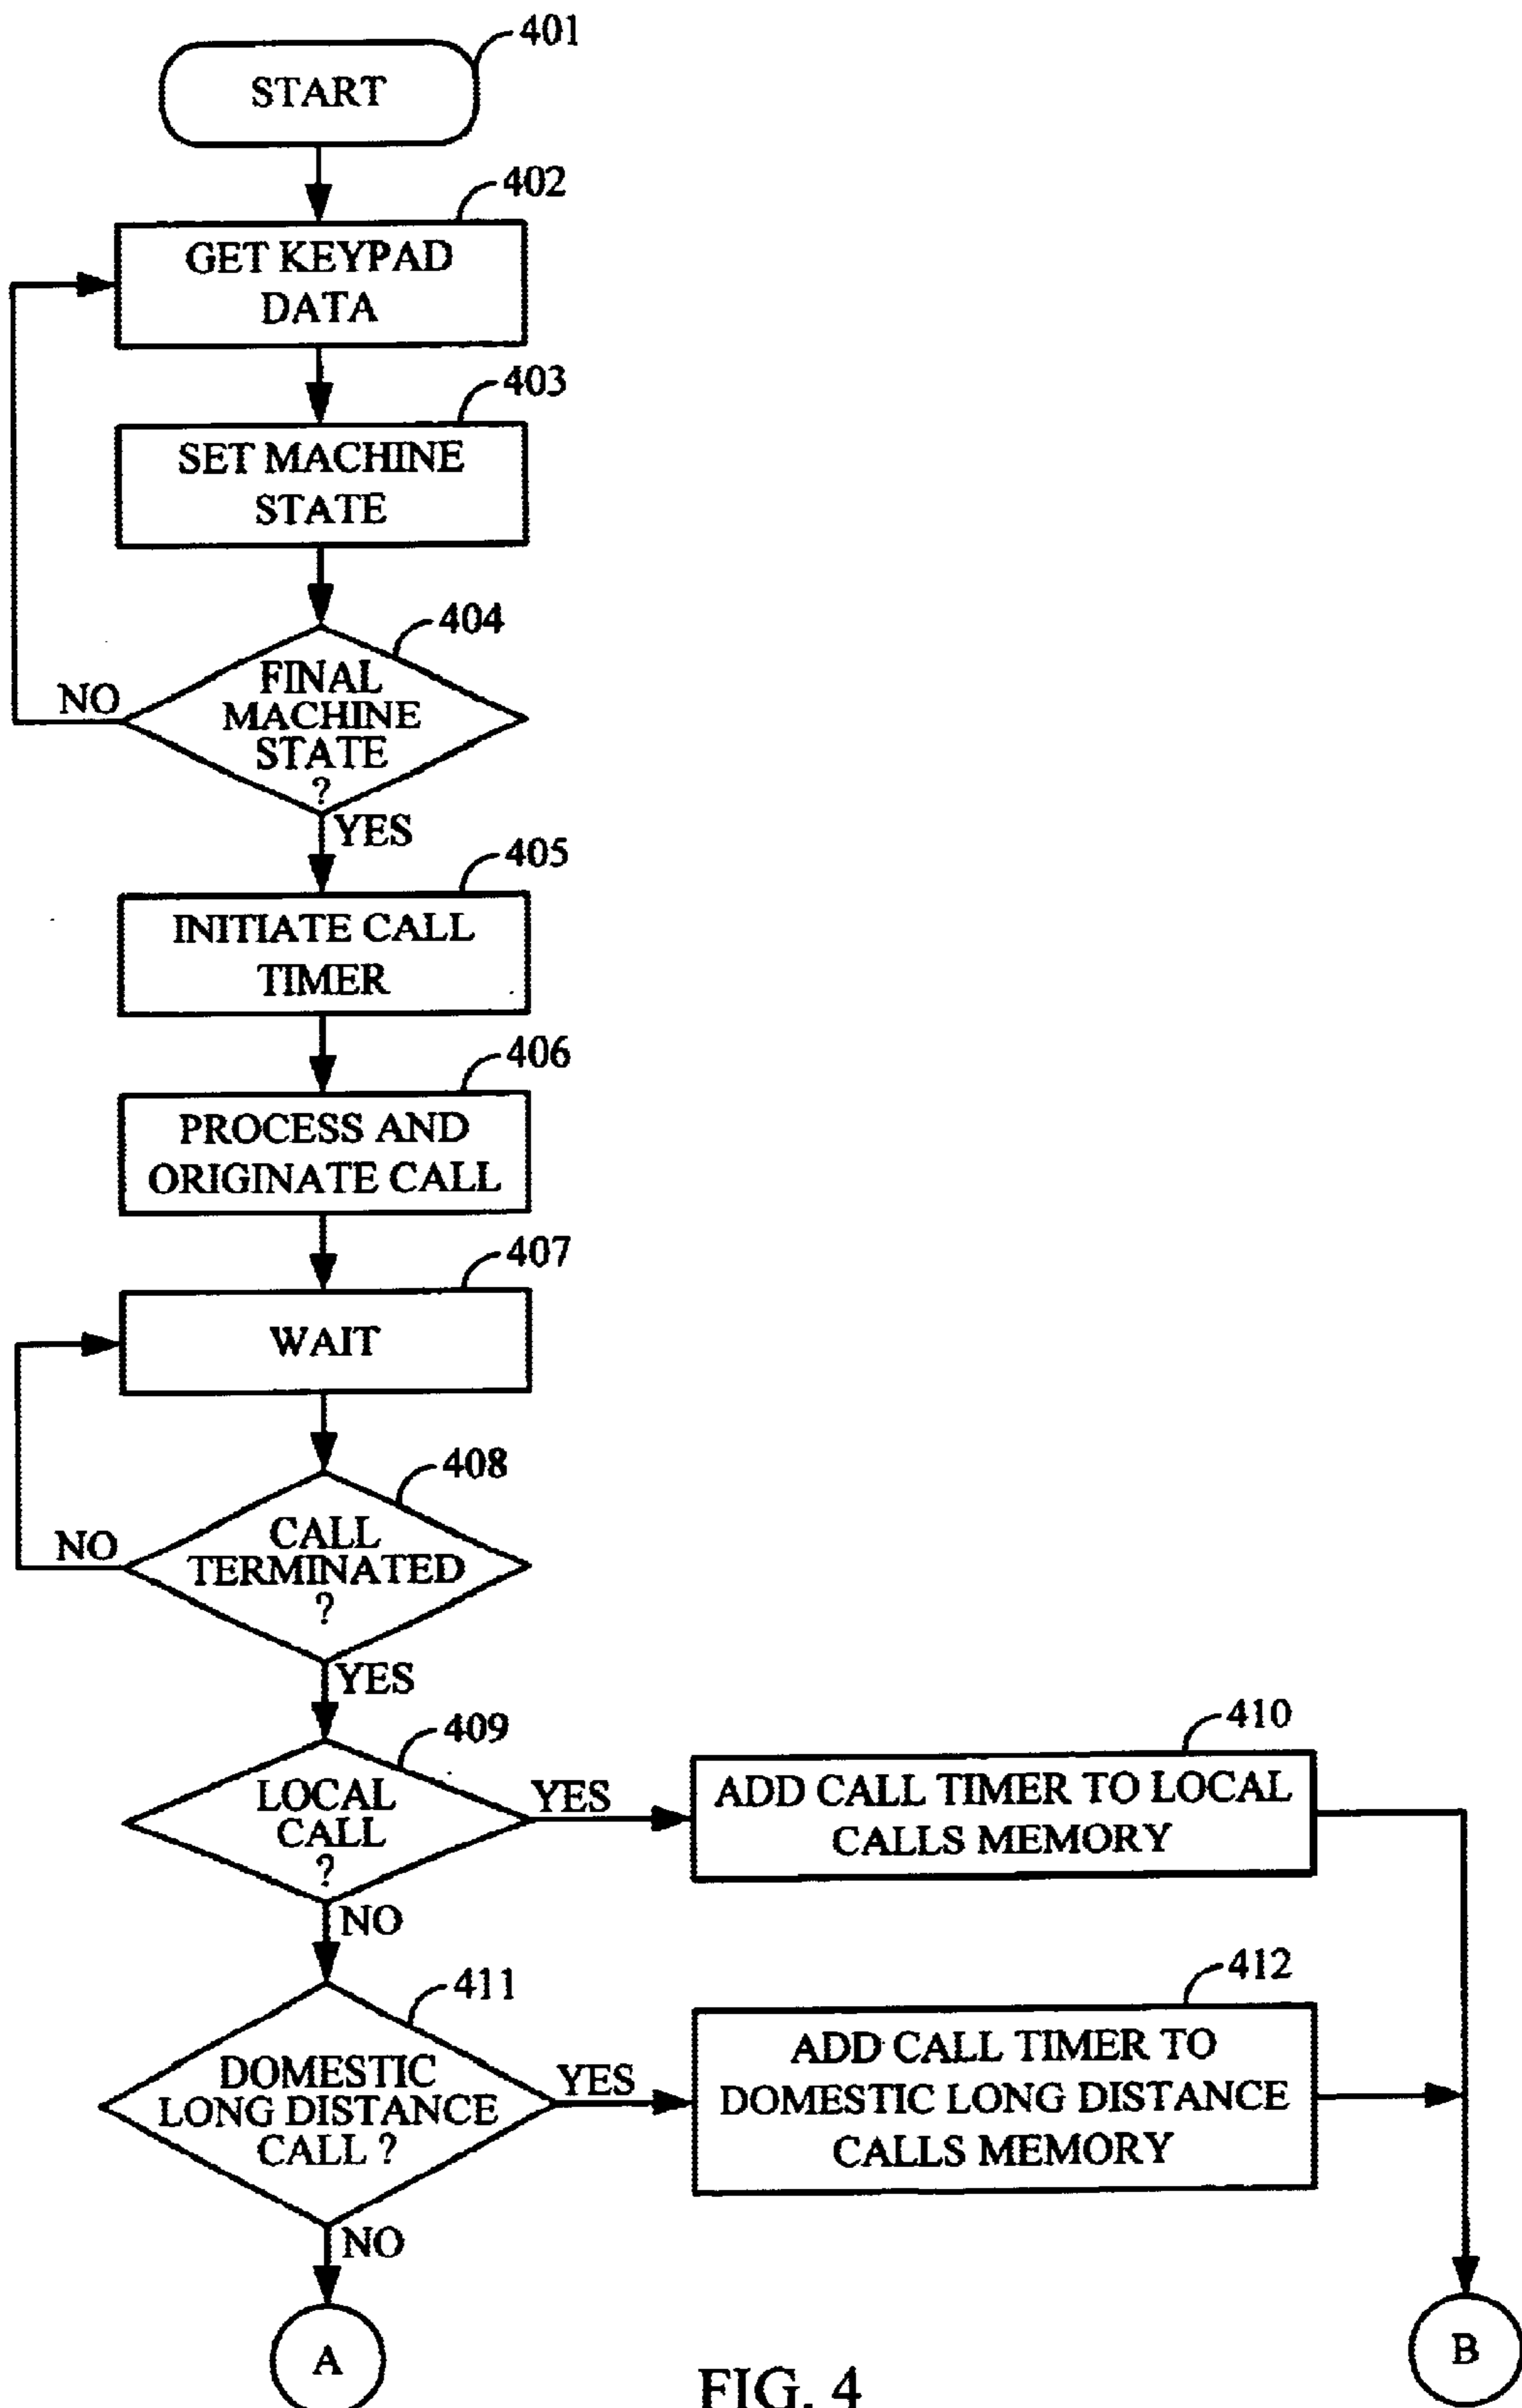 401
START
402
GET KEYPAD
DATA
403
SET MACHINE
STATE
404
FINAL
MACHINE
STATE
?
NO
YES
405
INITIATE CALL
TIMER
406
PROCESS AND
ORIGINATE CALL
407
WAIT
408
CALL
TERMINATED
?
NO
YES
409
LOCAL
CALL
?
YES
410
ADD CALL TIMER TO LOCAL
CALLS MEMORY
NO
411
DOMESTIC
LONG DISTANCE
CALL ?
YES
412
ADD CALL TIMER TO
DOMESTIC LONG DISTANCE
CALLS MEMORY
NO
A
B
FIG. 4